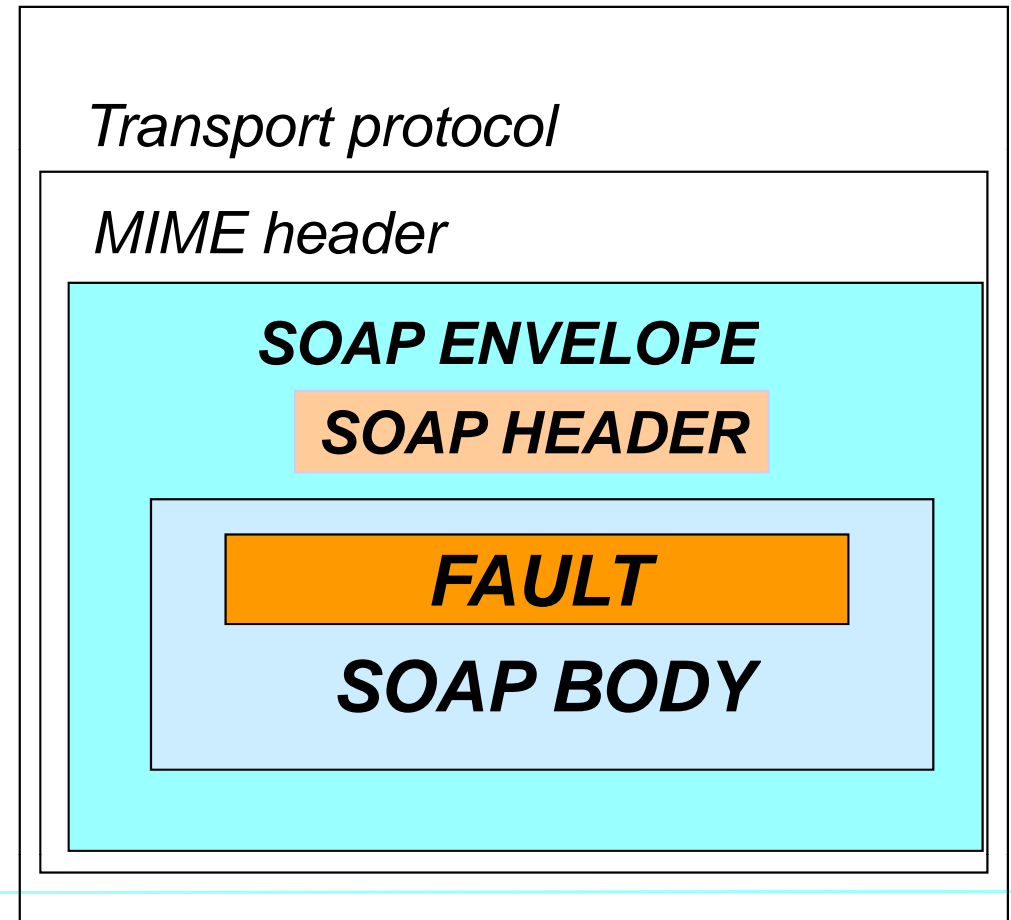 Transport protocol
MIME header
SOAP ENVELOPE
SOAP HEADER
FAULT
SOAP BODY